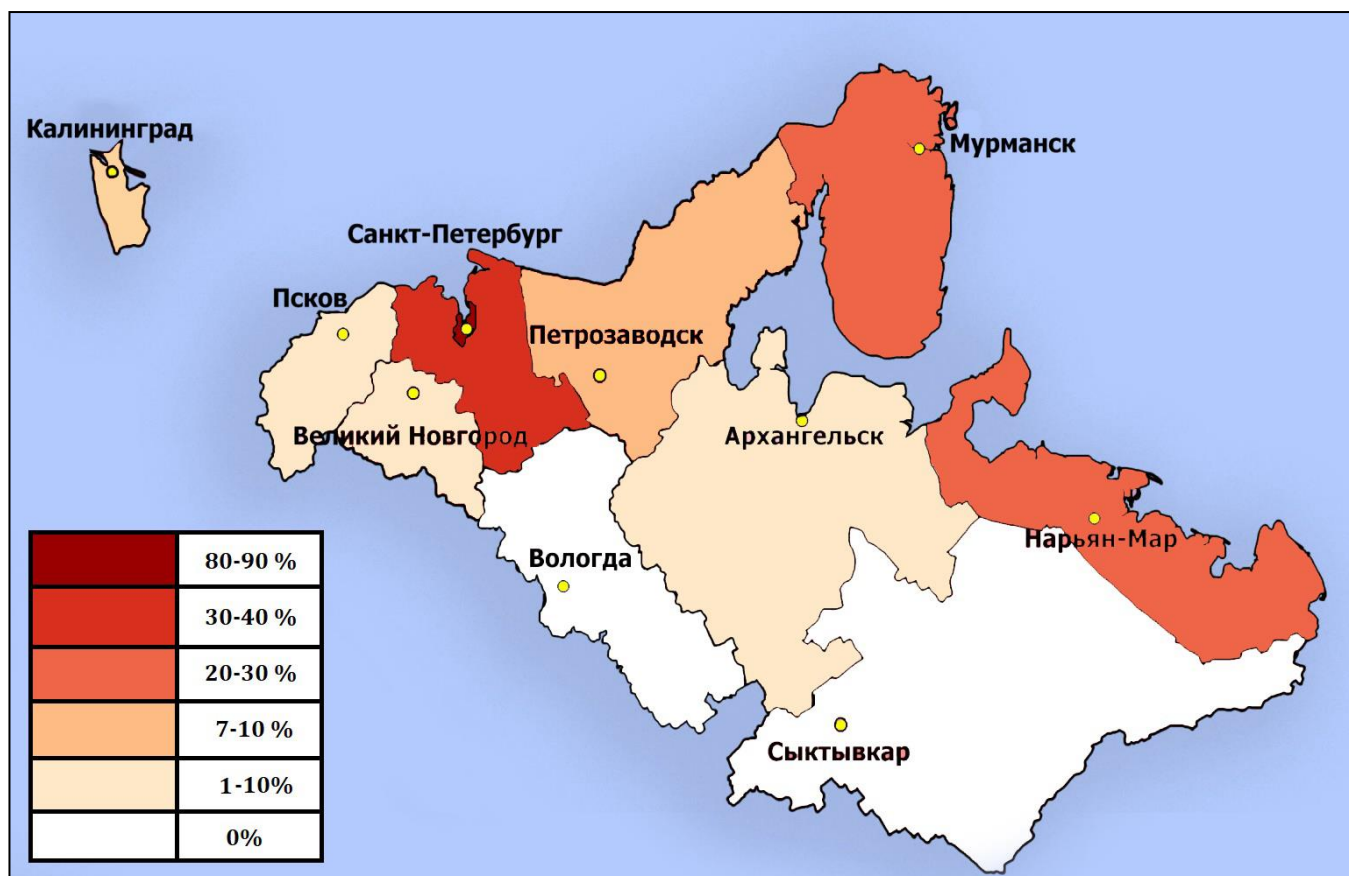 Калининград
Мурманск
Санкт-Петербург
Псков
Петрозаводск
Великий Новгород
Архангельск
Нарьян-Мар
Вологда
Сыктывкар
80-90 %
30-40 %
20-30 %
7-10 %
1-10%
0%